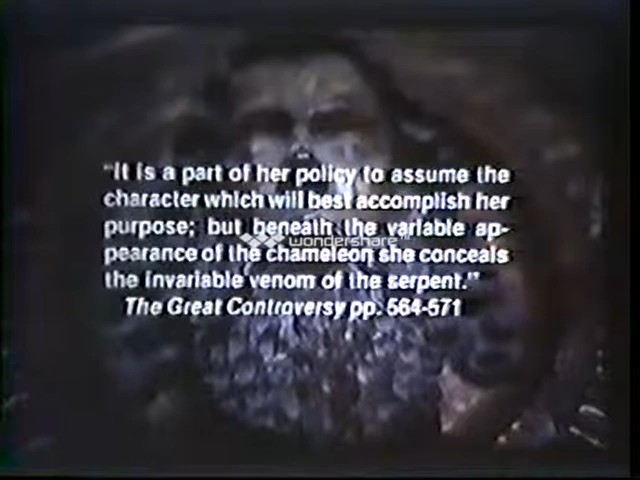 "It is a part of her policy to assume the
character which will best accomplish her
purpose; but beneath the variable ap-
pearance of the chameleon she conceals
the invariable venom of the serpent."
The Great Controversy pp. 564-571
wondershare™